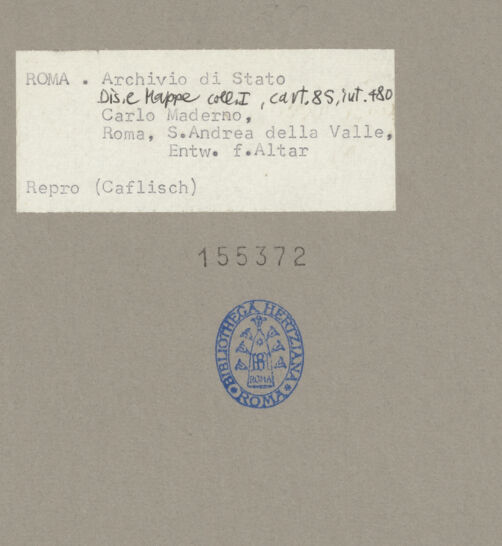 ROMA . Archivio di Stato
Dis.e Mappe coll.I, cart.85, int.480
Carlo Maderno,
Roma, S.Andrea della Valle,
Entw. f.Altar
Repro (Caflisch)
155372
BIBLIOTHECA HERTZIANA
ROMA
ROMA